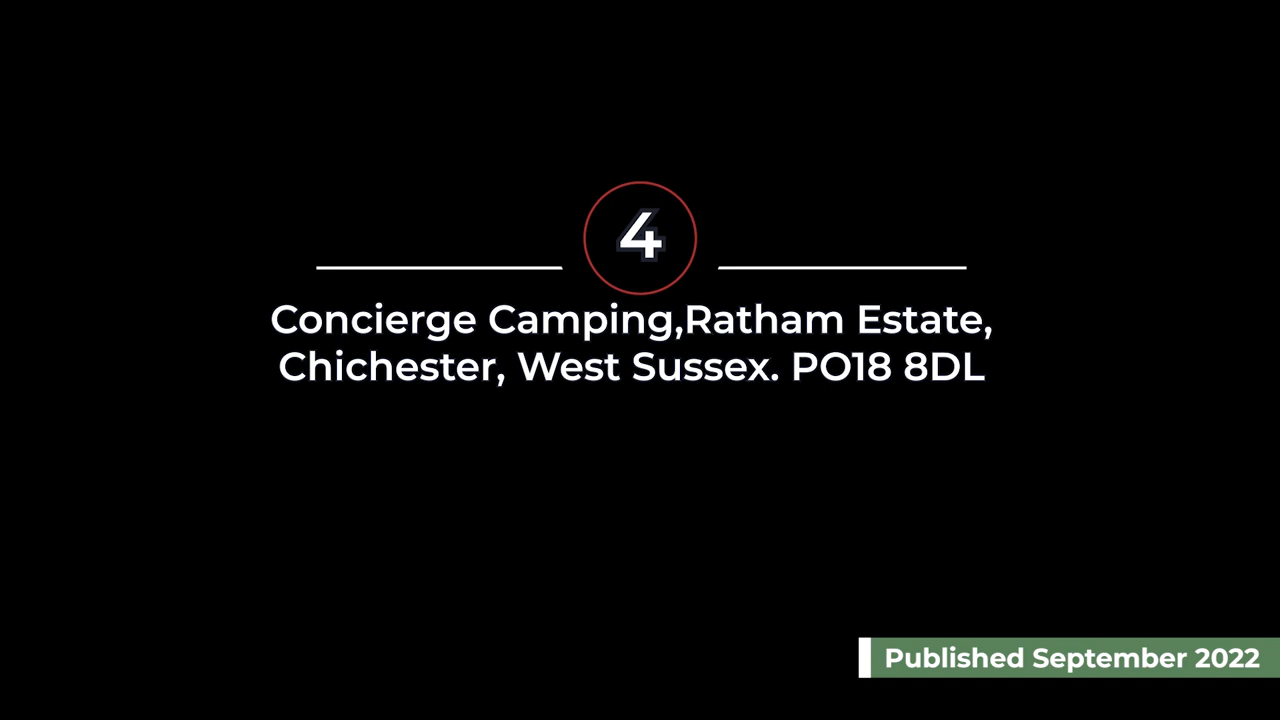 4
Concierge Camping,Ratham Estate,
Chichester, West Sussex. PO18 8DL
Published September 2022